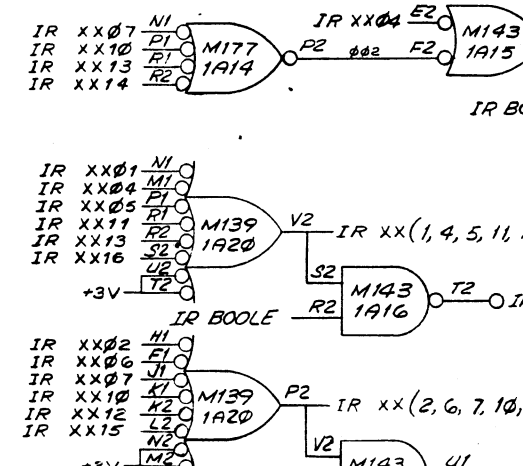 IR XXØ7 N1
IR XX1Ø P1
IR XX13 R1
IR XX14 R2
M177
1A14
P2
ØØ2
IR XXØ4 E2
F2
M143
1A15
IR BO
IR XXØ1 N1
IR XXØ4 M1
IR XXØ5 P1
IR XX11 R1
IR XX13 R2
IR XX16 S2
U2
+3V T2
M139
1A2Ø
V2
IR XX(1, 4, 5, 11,
S2
IR BOOLE R2
M143
1A16
T2
IR XXØ2 H1
IR XXØ6 F1
IR XXØ7 J1
IR XX1Ø K1
IR XX12 K2
IR XX15 L2
N2
+3V M2
M139
1A2Ø
P2
IR XX(2, 6, 7, 1Ø,
V2
M143
U1